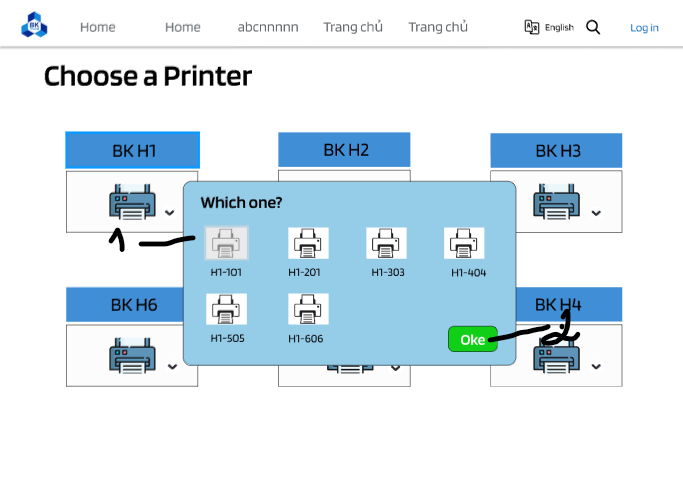 BK
Home Home abcnnnnn Trang chủ Trang chủ English Log in
Choose a Printer
BK H1 BK H2 BK H3
Which one?
1
H1-101 H1-201 H1-303 H1-404
BK H6 BK H4
2
H1-505 H1-606 Oke